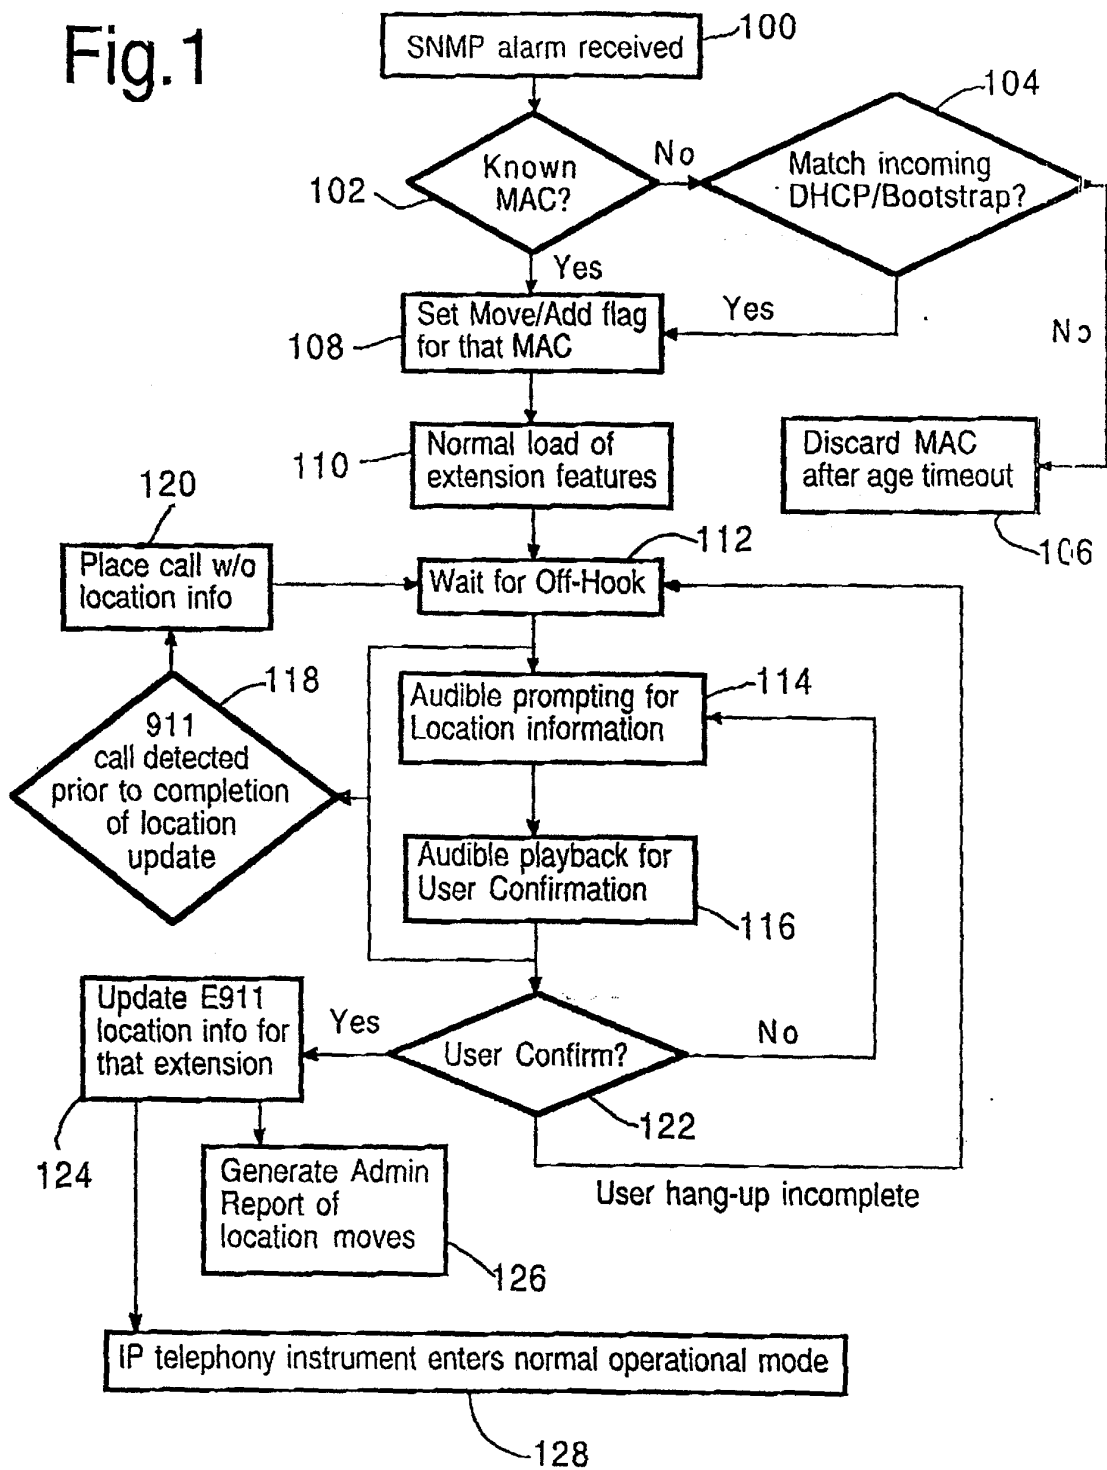 Fig.1
SNMP alarm received
100
Known
MAC?
102
No
Match incoming
DHCP/Bootstrap?
104
Yes
Yes
No
Set Move/Add flag
for that MAC
108
Normal load of
extension features
110
Discard MAC
after age timeout
106
120
Place call w/o
location info
Wait for Off-Hook
112
118
911
call detected
prior to completion
of location
update
Audible prompting for
Location information
114
Audible playback for
User Confirmation
116
Update E911
location info for
that extension
124
Yes
User Confirm?
No
122
User hang-up incomplete
Generate Admin
Report of
location moves
126
IP telephony instrument enters normal operational mode
128